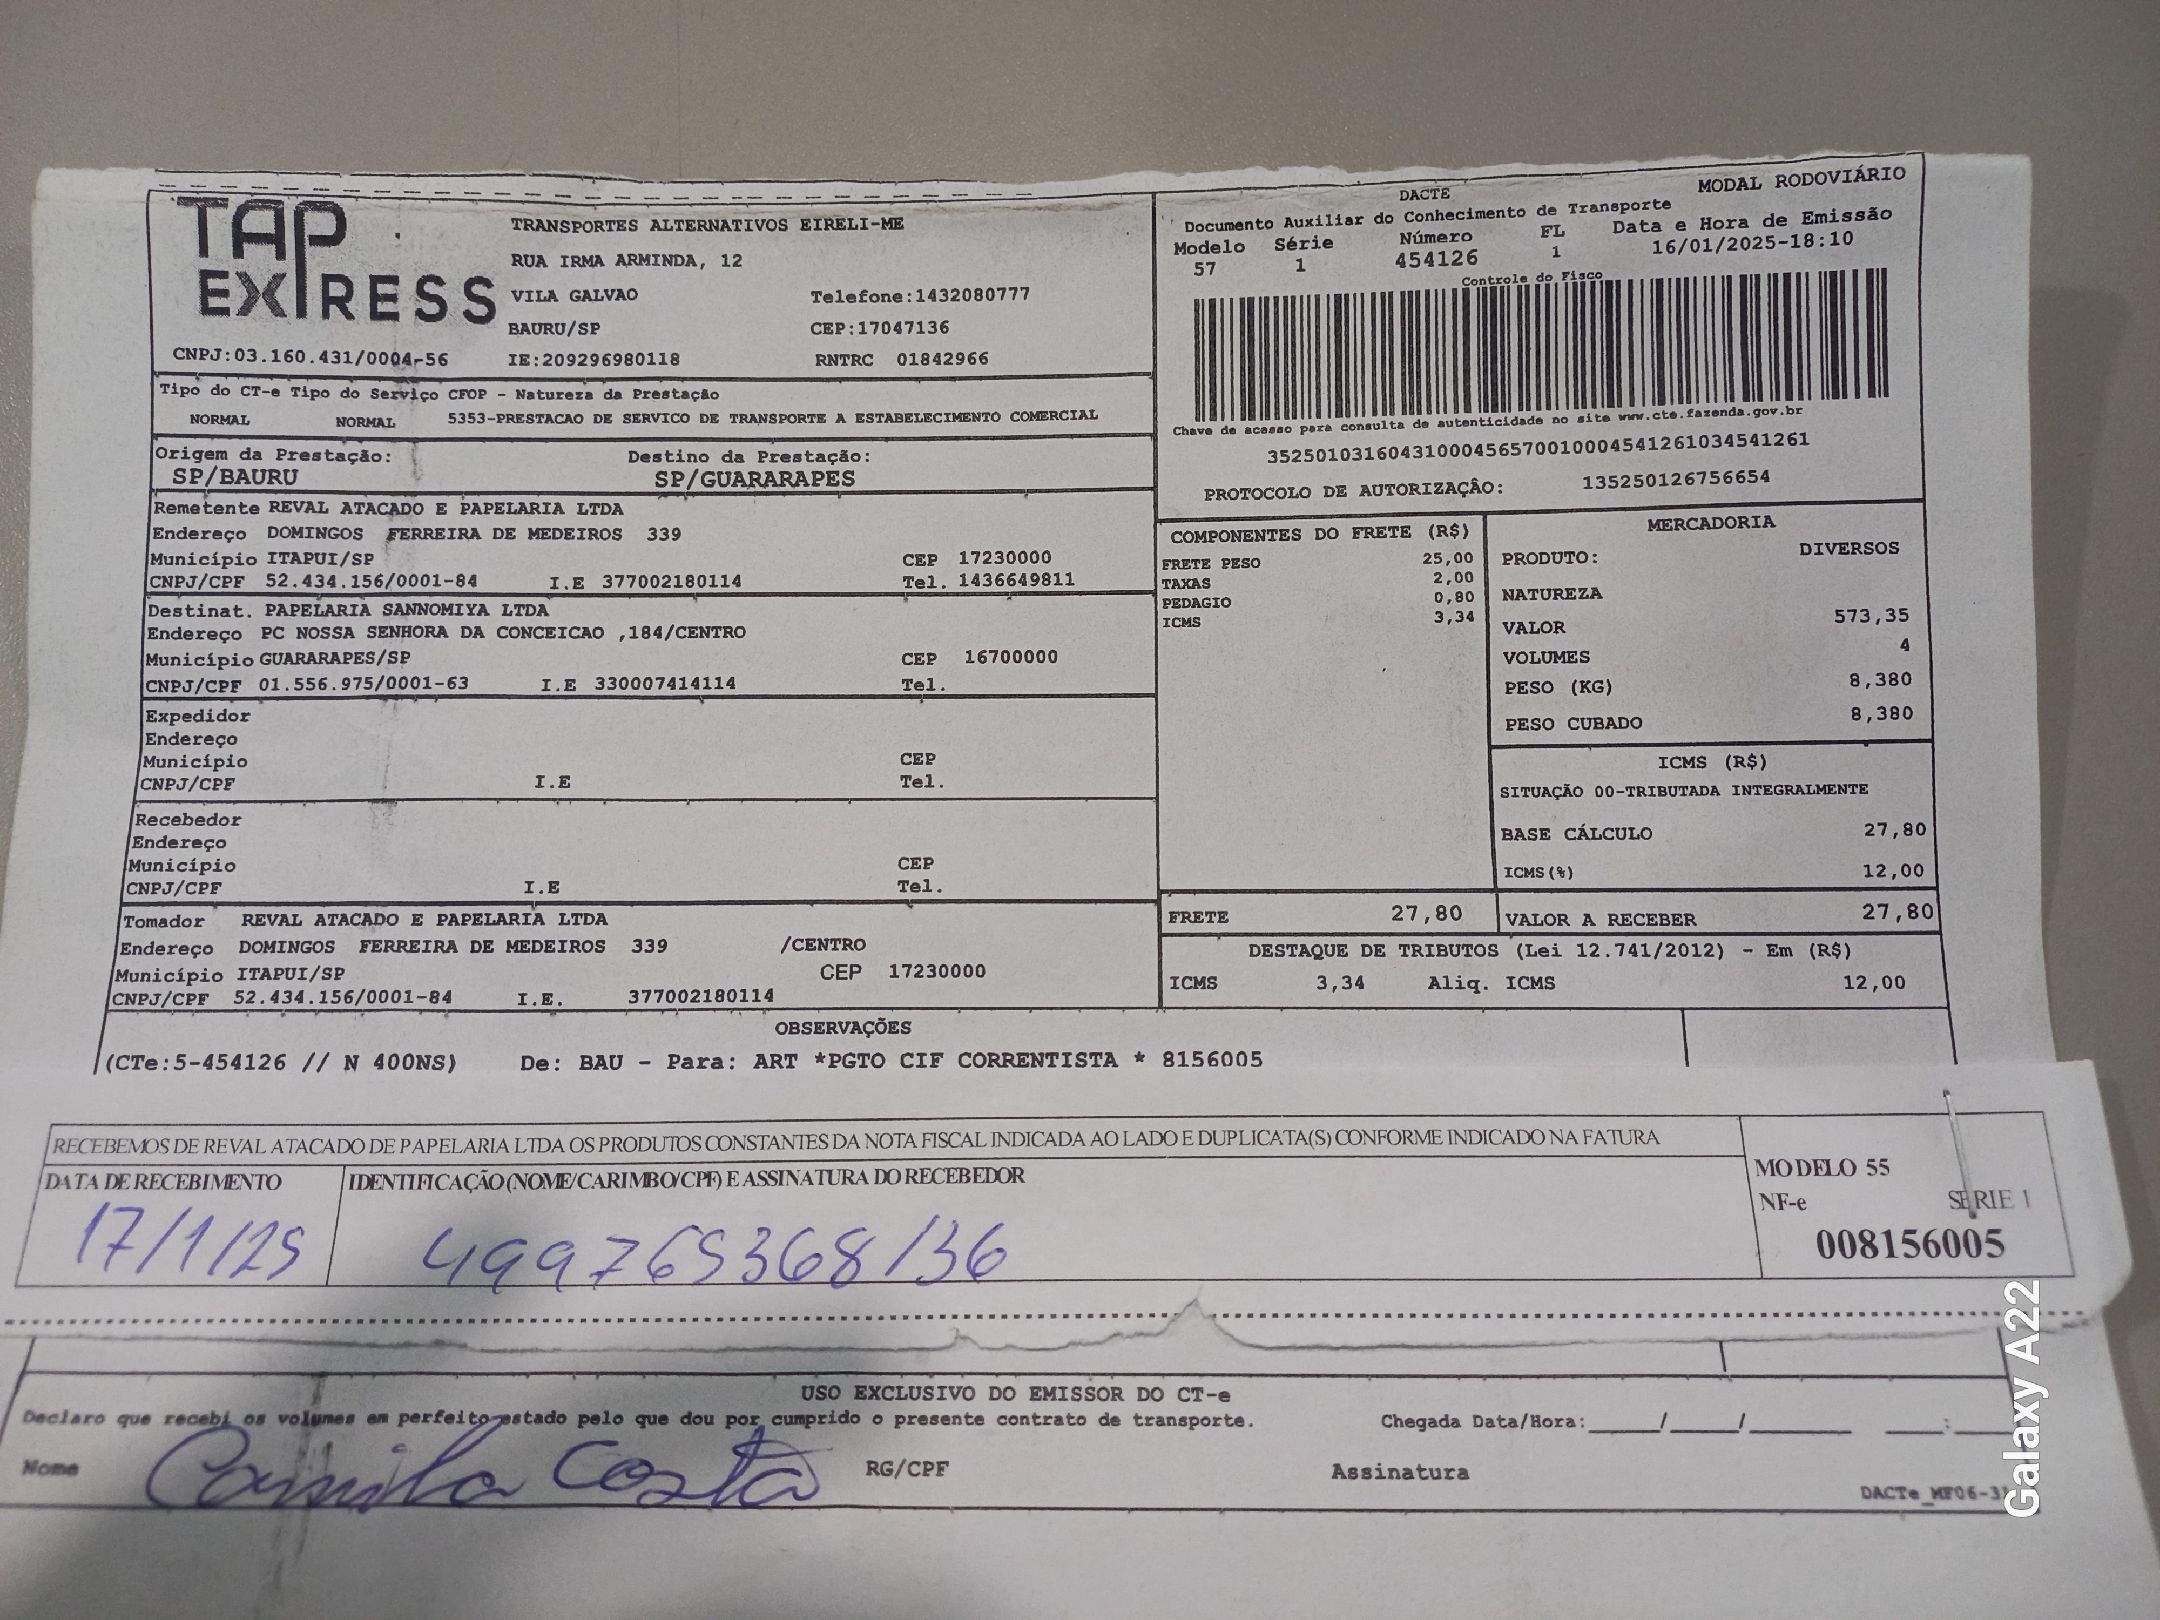 TAP EXPRESS
TRANSPORTES ALTERNATIVOS EIRELI-ME
RUA IRMA ARMINDA, 12
VILA GALVAO Telefone:1432080777
BAURU/SP CEP:17047136
CNPJ:03.160.431/0004-56 IE:209296980118 RNTRC 01842966
DACTE MODAL RODOVIÁRIO
Documento Auxiliar do Conhecimento de Transporte
Modelo Série Número FL Data e Hora de Emissão
57 1 454126 1 16/01/2025-18:10
Controle do Fisco
Chave de acesso para consulta de autenticidade no site www.cte.fazenda.gov.br
35250103160431000456570010004541261034541261
PROTOCOLO DE AUTORIZAÇÂO: 135250126756654
Tipo do CT-e Tipo do Serviço CFOP - Natureza da Prestação
NORMAL NORMAL 5353-PRESTACAO DE SERVICO DE TRANSPORTE A ESTABELECIMENTO COMERCIAL
Origem da Prestação: Destino da Prestação:
SP/BAURU SP/GUARARAPES
Remetente REVAL ATACADO E PAPELARIA LTDA
Endereço DOMINGOS FERREIRA DE MEDEIROS 339
Município ITAPUI/SP CEP 17230000
CNPJ/CPF 52.434.156/0001-84 I.E 377002180114 Tel. 1436649811
Destinat. PAPELARIA SANNOMIYA LTDA
Endereço PC NOSSA SENHORA DA CONCEICAO ,184/CENTRO
Município GUARARAPES/SP CEP 16700000
CNPJ/CPF 01.556.975/0001-63 I.E 330007414114 Tel.
Expedidor
Endereço
Município CEP
CNPJ/CPF I.E Tel.
Recebedor
Endereço
Município CEP
CNPJ/CPF I.E Tel.
Tomador REVAL ATACADO E PAPELARIA LTDA
Endereço DOMINGOS FERREIRA DE MEDEIROS 339 /CENTRO
Município ITAPUI/SP CEP 17230000
CNPJ/CPF 52.434.156/0001-84 I.E. 377002180114
COMPONENTES DO FRETE (R$)
FRETE PESO 25,00
TAXAS 2,00
PEDAGIO 0,80
ICMS 3,34
MERCADORIA
PRODUTO: DIVERSOS
NATUREZA
VALOR 573,35
VOLUMES 4
PESO (KG) 8,380
PESO CUBADO 8,380
ICMS (R$)
SITUAÇÃO 00-TRIBUTADA INTEGRALMENTE
BASE CÁLCULO 27,80
ICMS(%) 12,00
FRETE 27,80 VALOR A RECEBER 27,80
DESTAQUE DE TRIBUTOS (Lei 12.741/2012) - Em (R$)
ICMS 3,34 Aliq. ICMS 12,00
OBSERVAÇÕES
(CTe:5-454126 // N 400NS) De: BAU - Para: ART *PGTO CIF CORRENTISTA * 8156005
RECEBEMOS DE REVAL ATACADO DE PAPELARIA LTDA OS PRODUTOS CONSTANTES DA NOTA FISCAL INDICADA AO LADO E DUPLICATA(S) CONFORME INDICADO NA FATURA
DATA DE RECEBIMENTO IDENTIFICAÇÃO (NOME/CARIMBO/CPF) E ASSINATURA DO RECEBEDOR
17/1/25 499765368/36
MODELO 55
NF-e SERIE 1
008156005
USO EXCLUSIVO DO EMISSOR DO CT-e
Declaro que recebi os volumes em perfeito estado pelo que dou por cumprido o presente contrato de transporte. Chegada Data/Hora:____/____/______ ____:____
Nome Camila Costa RG/CPF Assinatura
Galaxy A22